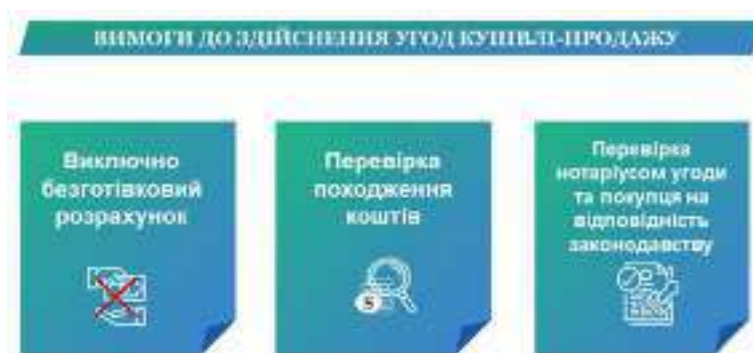 ВИМОГИ ДО ЗДІЙСНЕННЯ УГОД КУПІВЛІ-ПРОДАЖУ
Виключно
безготівковий
розрахунок
Перевірка
походження
коштів
Перевірка
нотаріусом угоди
та покупця на
відповідність
законодавству
$